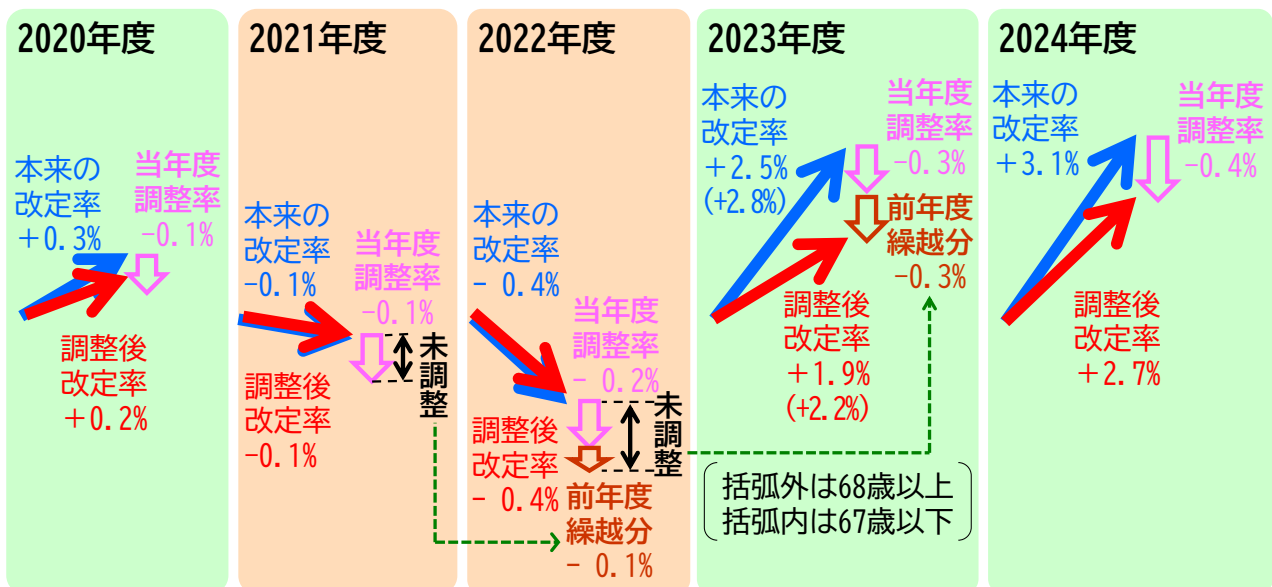 2020年度
本来の
改定率
＋0.3%
当年度
調整率
-0.1%
調整後
改定率
＋0.2%
2021年度
本来の
改定率
-0.1%
当年度
調整率
-0.1%
未調整
調整後
改定率
-0.1%
2022年度
本来の
改定率
- 0.4%
当年度
調整率
- 0.2%
未調整
調整後
改定率
- 0.4%
前年度
繰越分
- 0.1%
2023年度
本来の
改定率
＋2.5%
(+2.8%)
当年度
調整率
-0.3%
前年度
繰越分
-0.3%
調整後
改定率
＋1.9%
(+2.2%)
括弧外は68歳以上
括弧内は67歳以下
2024年度
本来の
改定率
＋3.1%
当年度
調整率
-0.4%
調整後
改定率
＋2.7%